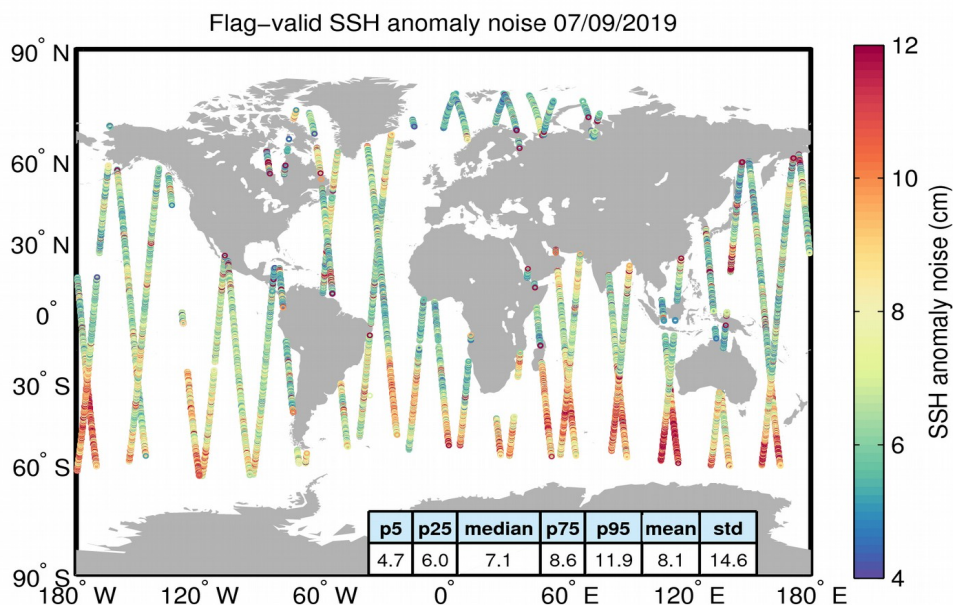 Flag–valid SSH anomaly noise 07/09/2019
90° N
60° N
30° N
0°
30° S
60° S
90° S
180° W 120° W 60° W 0° 60° E 120° E 180° E
p5 p25 median p75 p95 mean std
4.7 6.0 7.1 8.6 11.9 8.1 14.6
12
10
8
6
4
SSH anomaly noise (cm)